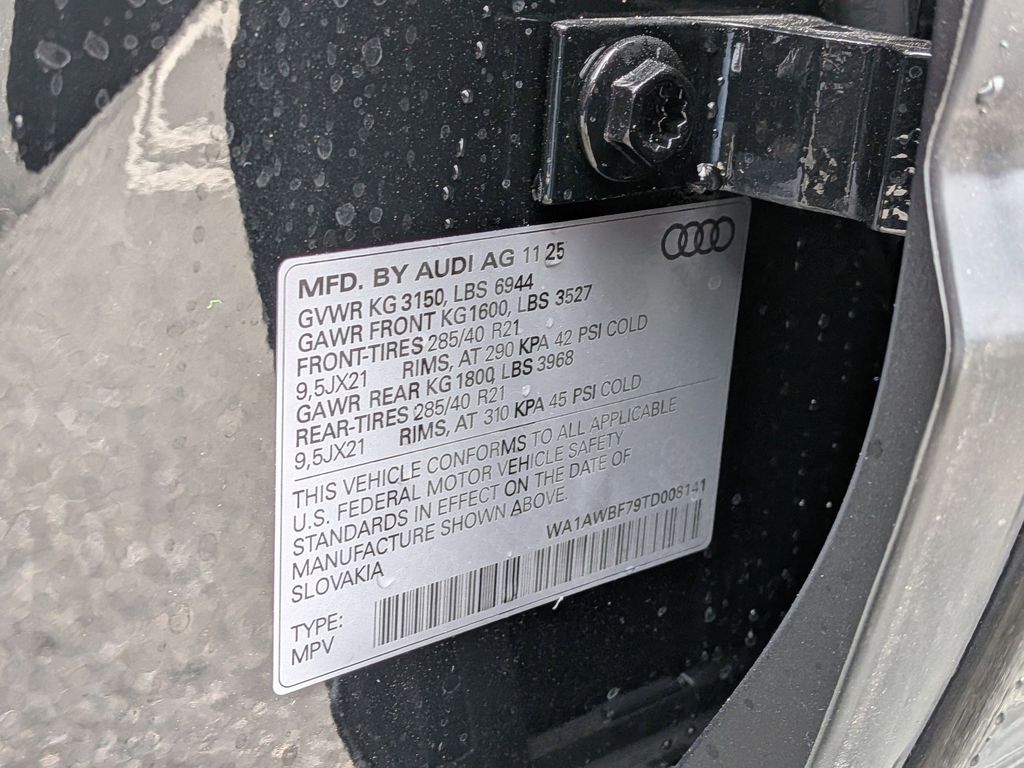 MFD. BY AUDI AG 11 25
GVWR KG 3150, LBS 6944
GAWR FRONT KG1600, LBS 3527
FRONT-TIRES 285/40 R21
9,5JX21 RIMS, AT 290 KPA 42 PSI COLD
GAWR REAR KG 1800, LBS 3968
REAR-TIRES 285/40 R21
9,5JX21 RIMS, AT 310 KPA 45 PSI COLD
THIS VEHICLE CONFORMS TO ALL APPLICABLE
U.S. FEDERAL MOTOR VEHICLE SAFETY
STANDARDS IN EFFECT ON THE DATE OF
MANUFACTURE SHOWN ABOVE.
SLOVAKIA
WA1AWBF79TD008141
TYPE:
MPV